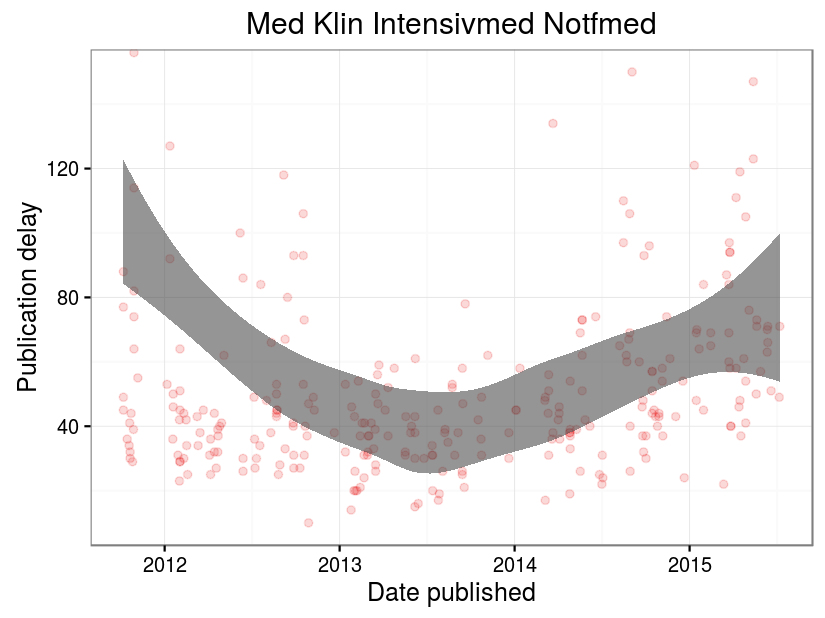 Med Klin Intensivmed Notfmed
Publication delay
120
80
40
2012 2013 2014 2015
Date published